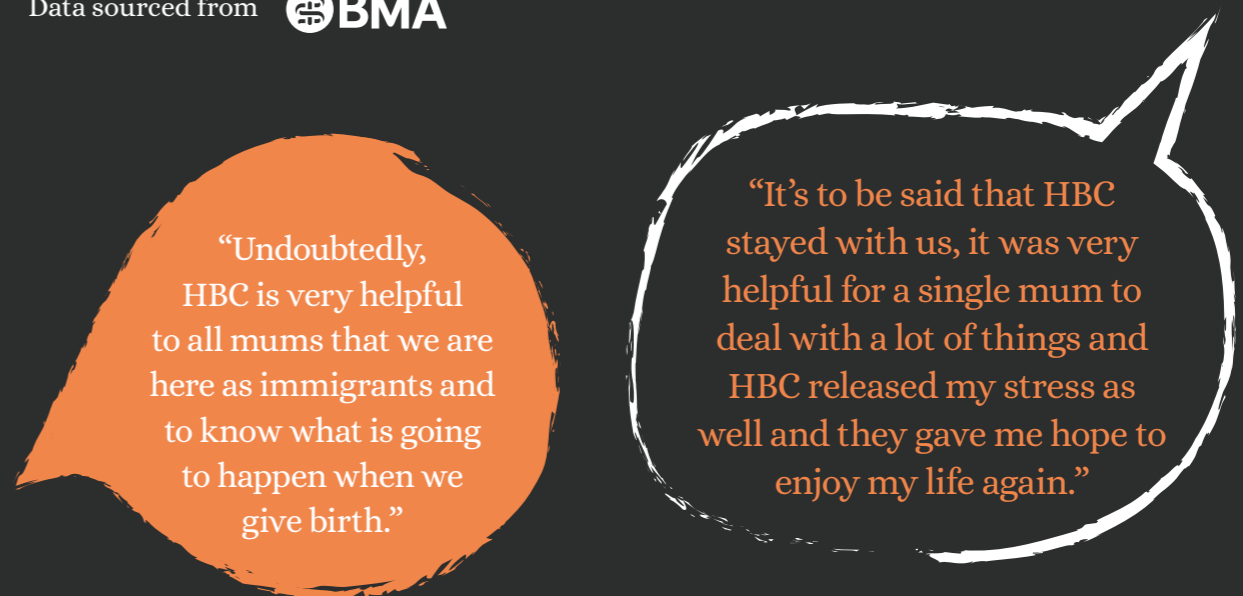 Data sourced from BMA
“Undoubtedly,
HBC is very helpful
to all mums that we are
here as immigrants and
to know what is going
to happen when we
give birth.”
“It’s to be said that HBC
stayed with us, it was very
helpful for a single mum to
deal with a lot of things and
HBC released my stress as
well and they gave me hope to
enjoy my life again.”